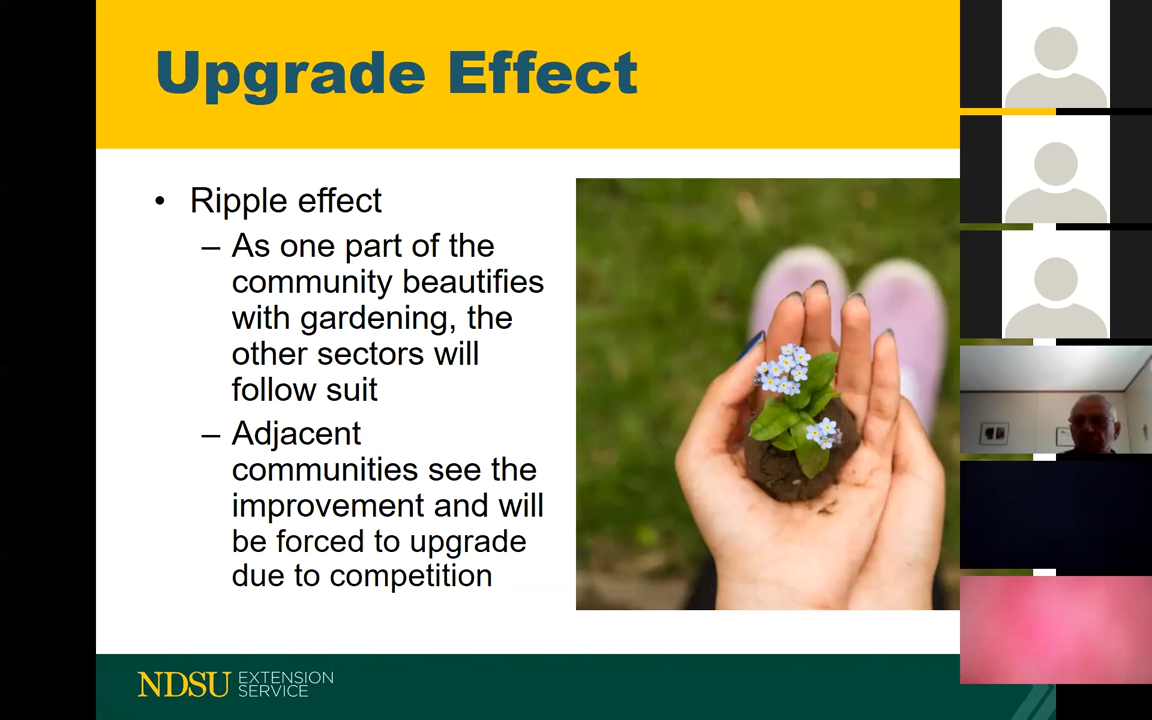 Upgrade Effect
• Ripple effect
– As one part of the
community beautifies
with gardening, the
other sectors will
follow suit
– Adjacent
communities see the
improvement and will
be forced to upgrade
due to competition
NDSU EXTENSION
SERVICE